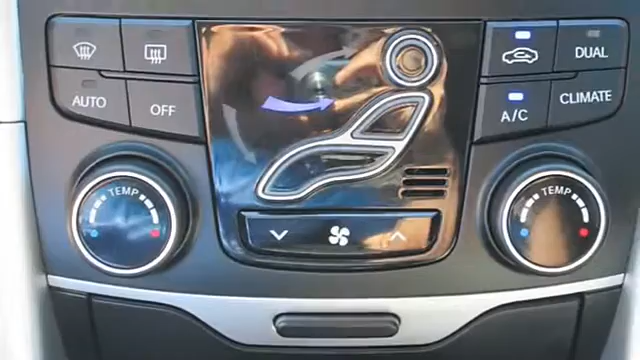 DUAL
AUTO
OFF
A/C
CLIMATE
TEMP
TEMP